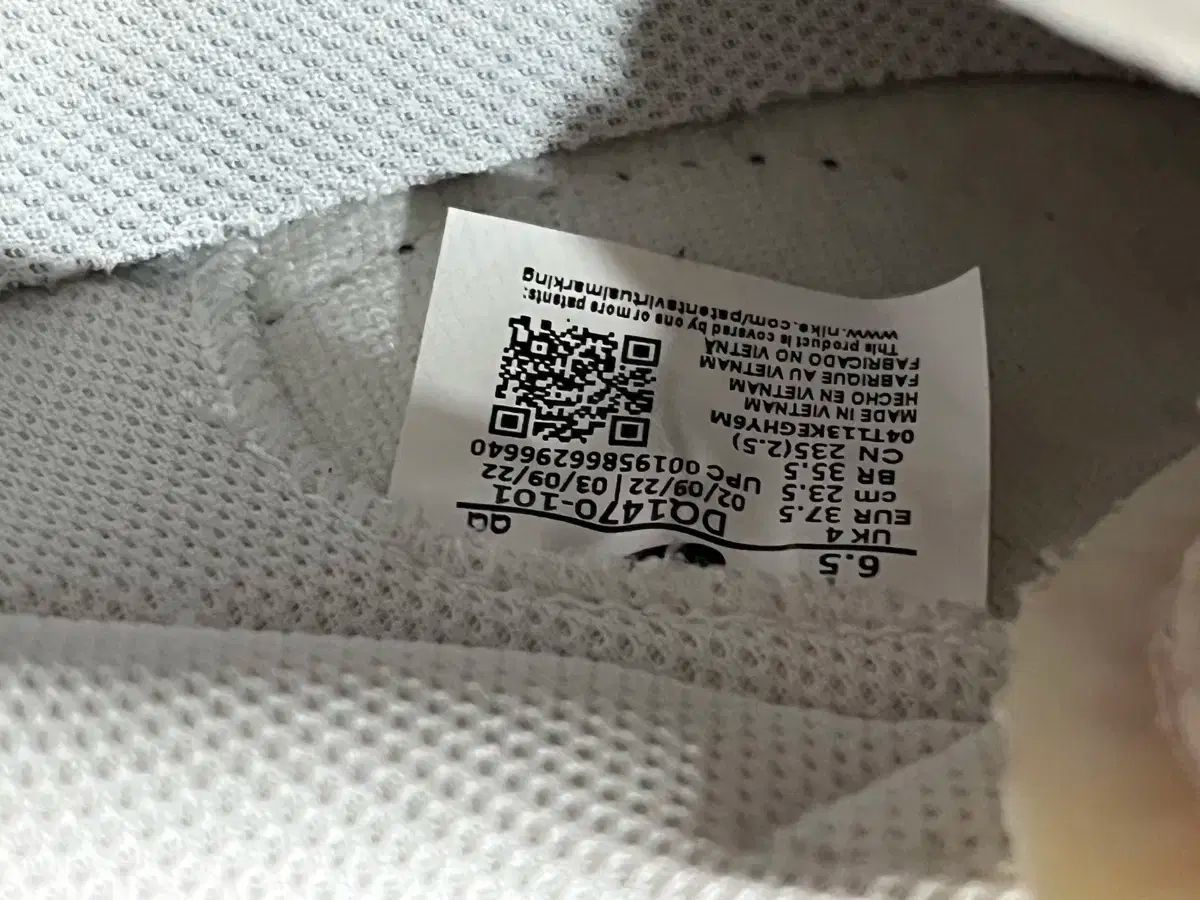 6.5
UK 4
EUR 37.5
cm 23.5
BR 35.5
CN 235(2.5)
DQ1470-101
02/09/22 | 03/09/22
UPC 00195866296640
04T113KEGHY6M
MADE IN VIETNAM
HECHO EN VIETNAM
FABRIQUE AU VIETNAM
FABRICADO NO VIETNÃ
This product is covered by one or more patents:
www.nike.com/patentsvirtualmarking